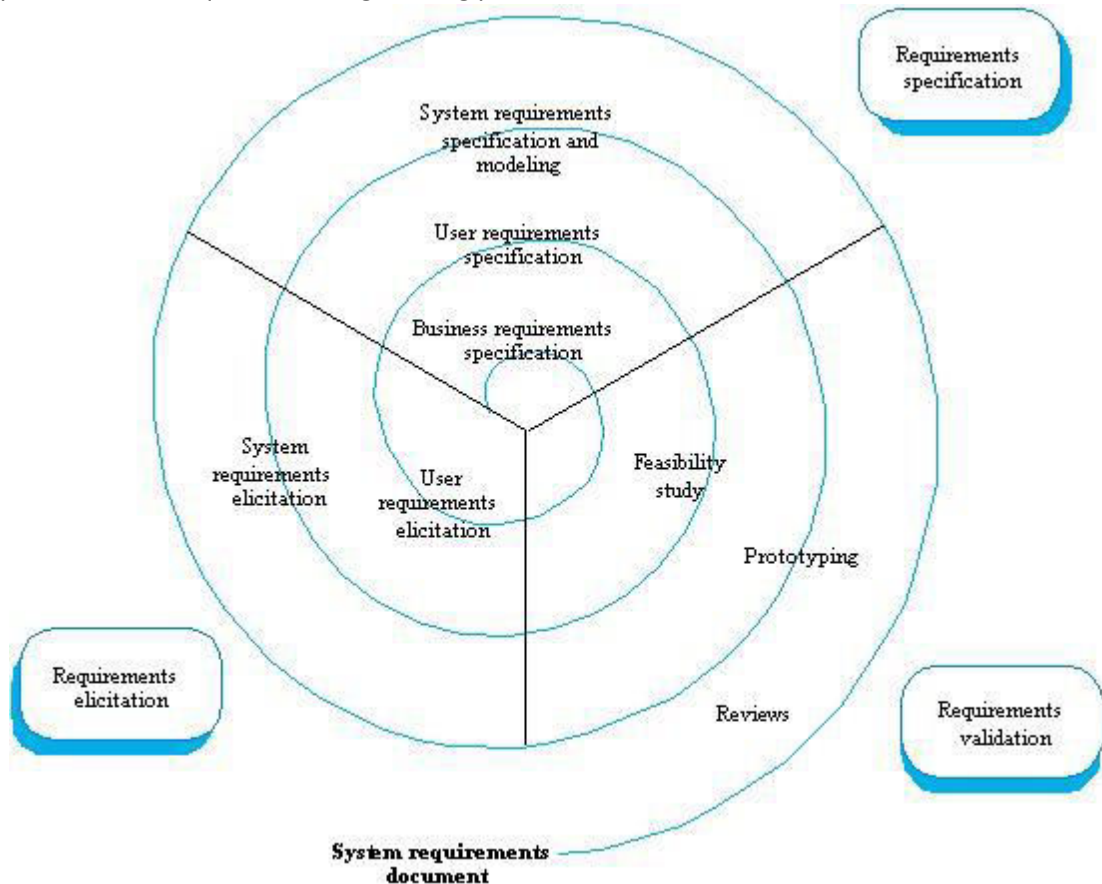 Requirements
specification
System requirements
specification and
modeling
User requirements
specification
Business requirements
specification
System
requirements
elicitation
User
requirements
elicitation
Feasibility
study
Prototyping
Requirements
elicitation
Reviews
Requirements
validation
System requirements
document